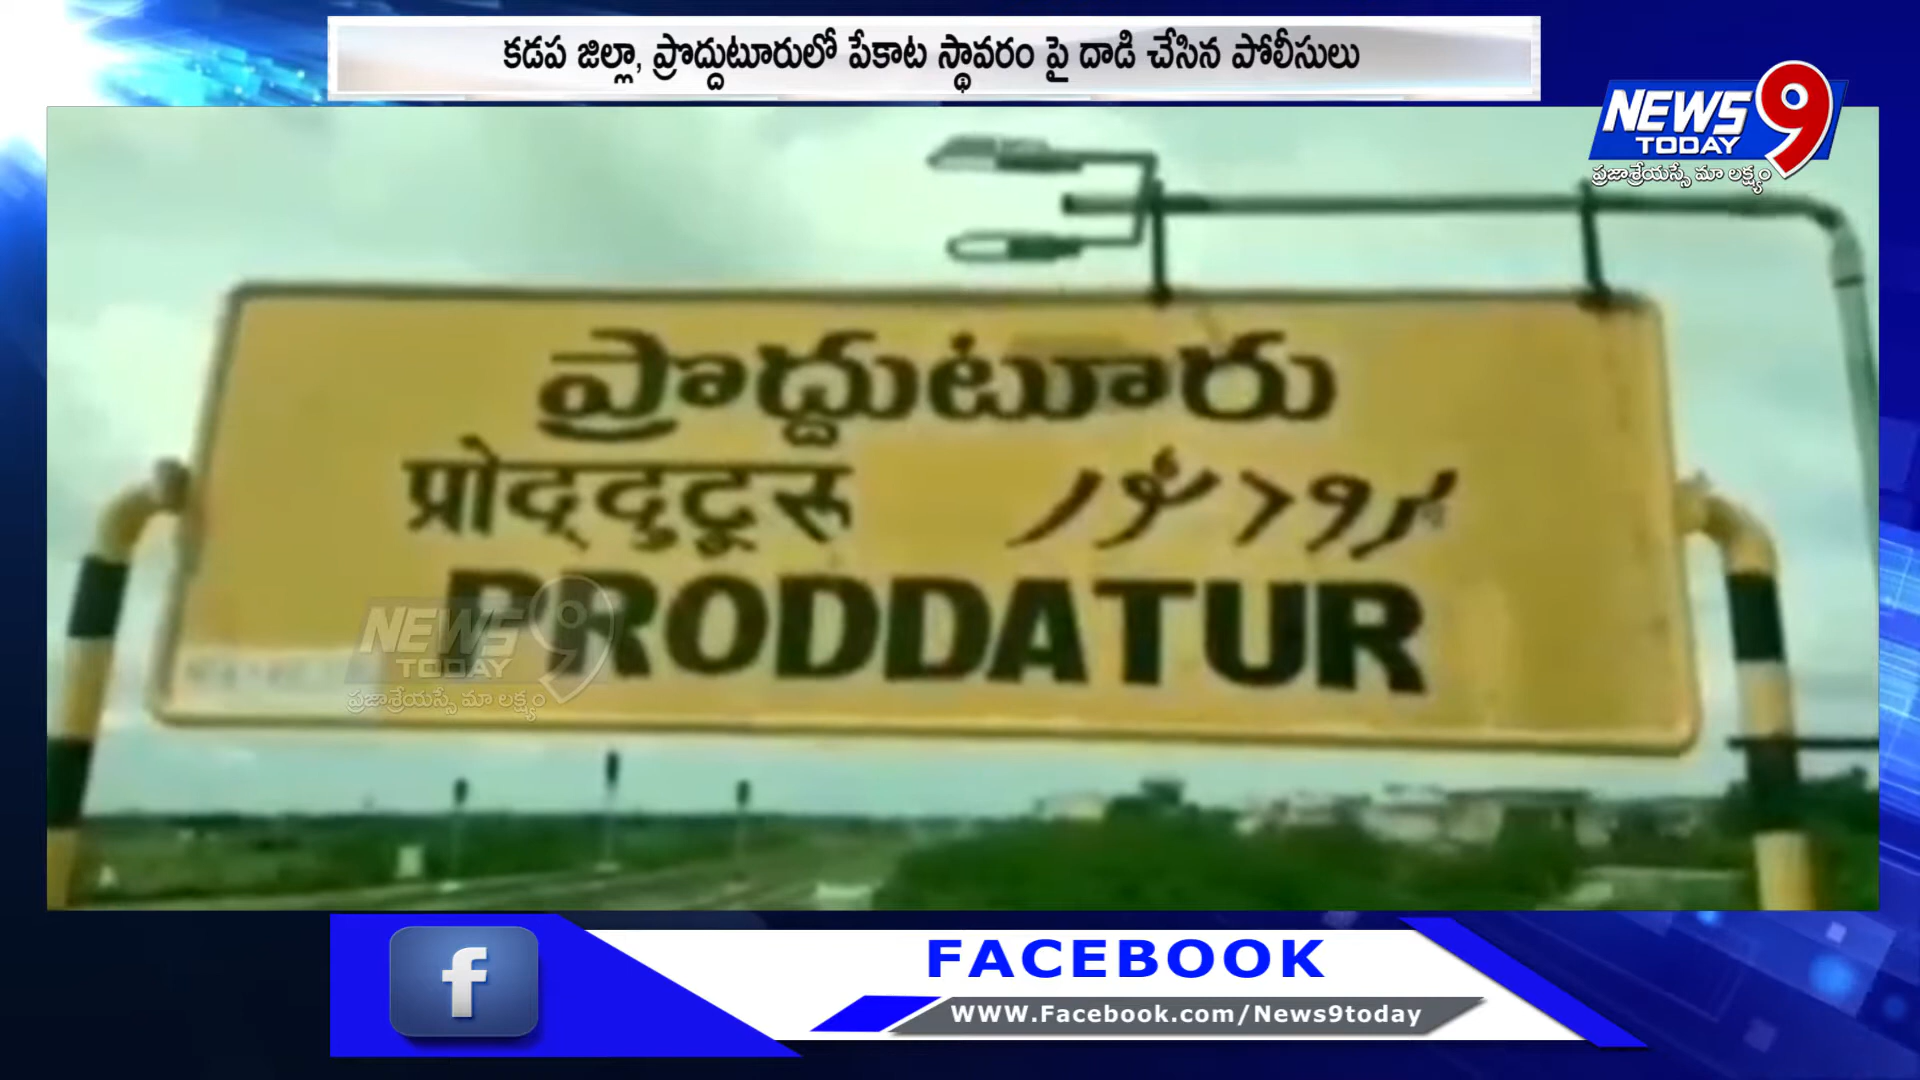 కడప జిల్లా, ప్రొద్దుటూరులో పేకాట స్థావరం పై దాడి చేసిన పోలీసులు
NEWS 9
TODAY
ప్రజాశ్రేయస్సే మా లక్ష్యం
ప్రొద్దుటూరు
प्रोद्दुटूरु
PRODDATUR
NEWS 9
TODAY
ప్రజాశ్రేయస్సే మా లక్ష్యం
f
FACEBOOK
www.Facebook.com/News9today